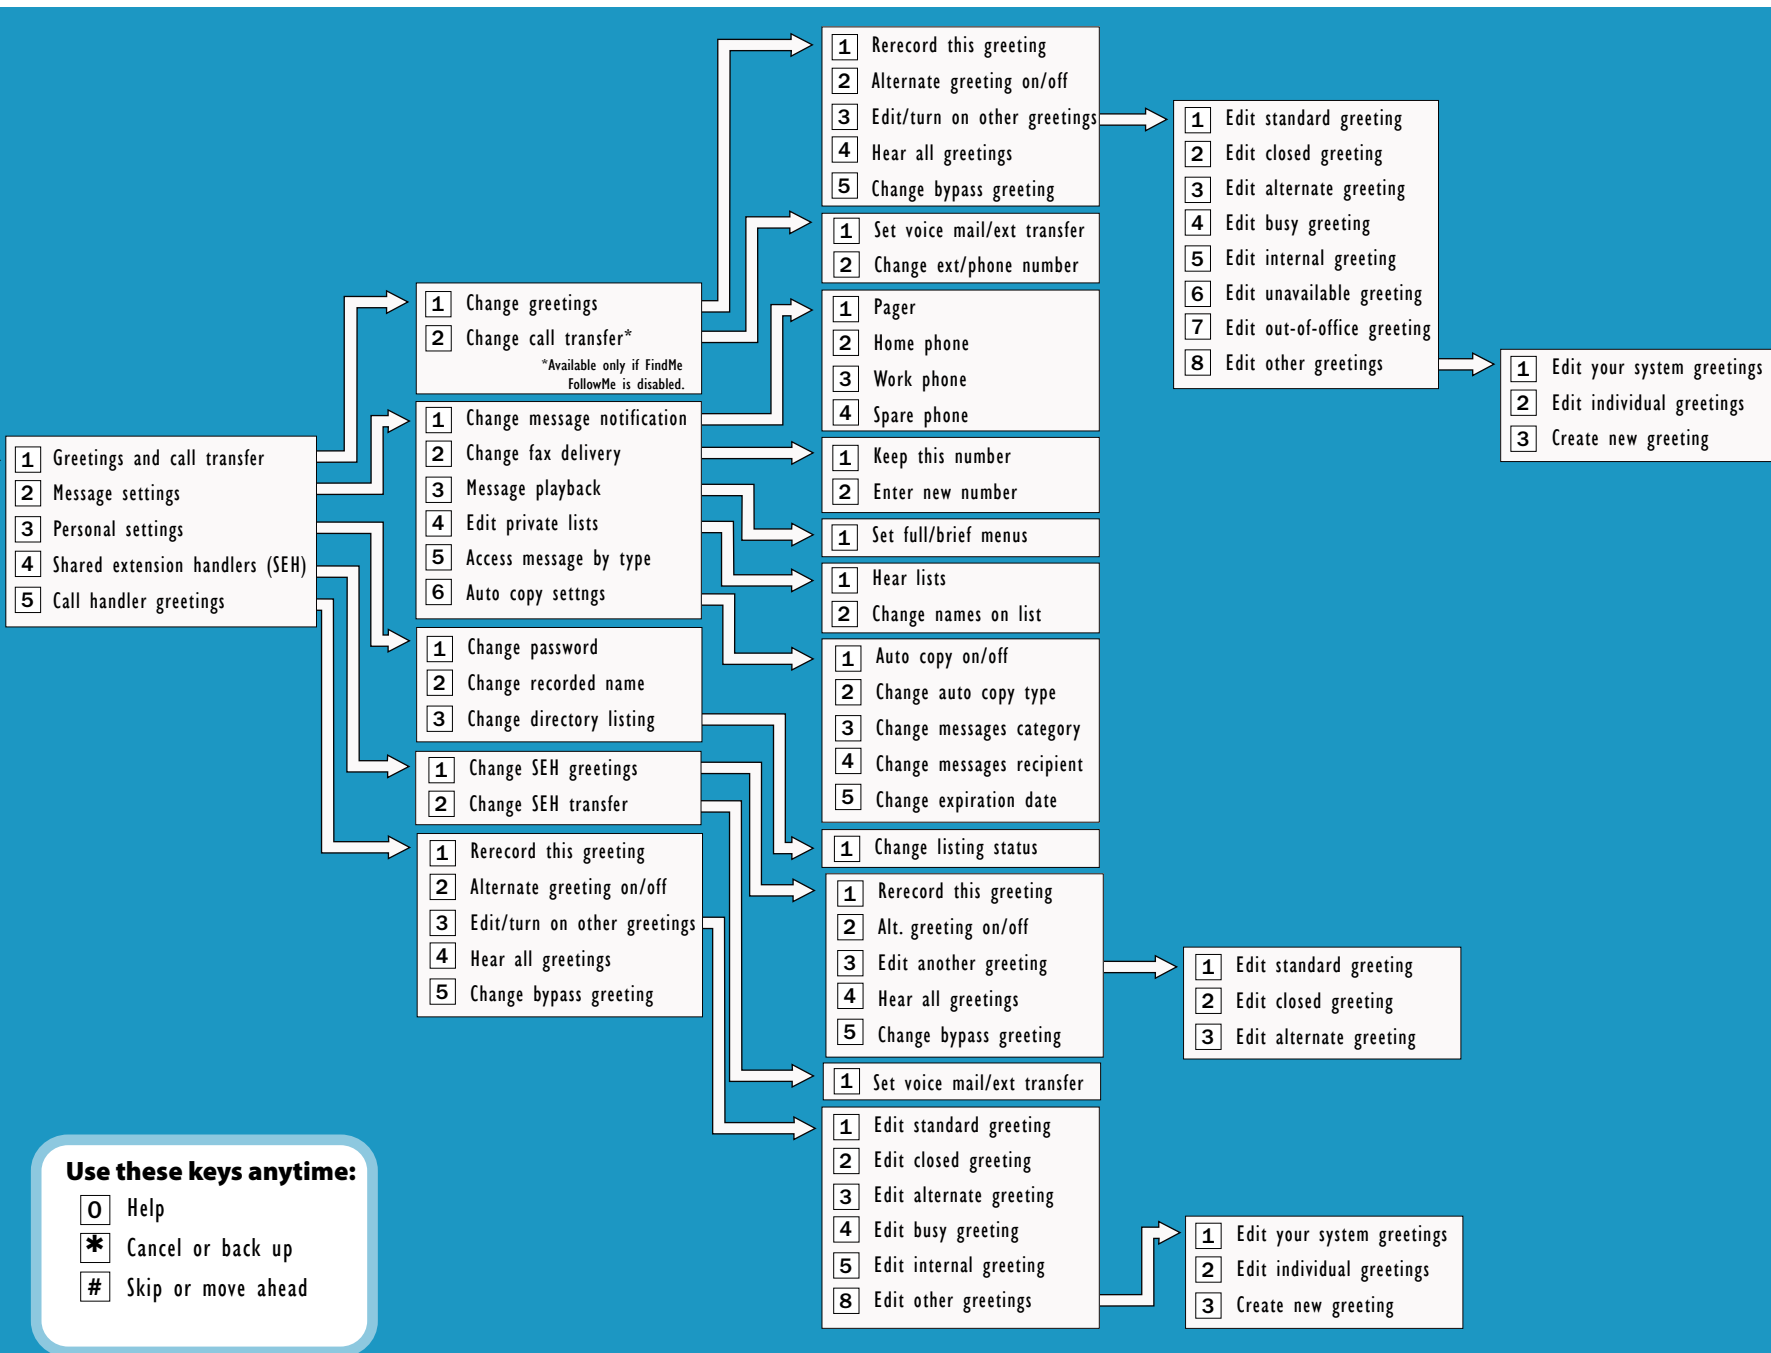 1 Greetings and call transfer
2 Message settings
3 Personal settings
4 Shared extension handlers (SEH)
5 Call handler greetings
1 Change greetings
2 Change call transfer*
*Available only if FindMe
FollowMe is disabled.
1 Change message notification
2 Change fax delivery
3 Message playback
4 Edit private lists
5 Access message by type
6 Auto copy settngs
1 Change password
2 Change recorded name
3 Change directory listing
1 Change SEH greetings
2 Change SEH transfer
1 Rerecord this greeting
2 Alternate greeting on/off
3 Edit/turn on other greetings
4 Hear all greetings
5 Change bypass greeting
1 Rerecord this greeting
2 Alternate greeting on/off
3 Edit/turn on other greetings
4 Hear all greetings
5 Change bypass greeting
1 Set voice mail/ext transfer
2 Change ext/phone number
1 Pager
2 Home phone
3 Work phone
4 Spare phone
1 Keep this number
2 Enter new number
1 Set full/brief menus
1 Hear lists
2 Change names on list
1 Auto copy on/off
2 Change auto copy type
3 Change messages category
4 Change messages recipient
5 Change expiration date
1 Change listing status
1 Rerecord this greeting
2 Alt. greeting on/off
3 Edit another greeting
4 Hear all greetings
5 Change bypass greeting
1 Set voice mail/ext transfer
1 Edit standard greeting
2 Edit closed greeting
3 Edit alternate greeting
4 Edit busy greeting
5 Edit internal greeting
8 Edit other greetings
1 Edit standard greeting
2 Edit closed greeting
3 Edit alternate greeting
4 Edit busy greeting
5 Edit internal greeting
6 Edit unavailable greeting
7 Edit out-of-office greeting
8 Edit other greetings
1 Edit your system greetings
2 Edit individual greetings
3 Create new greeting
1 Edit standard greeting
2 Edit closed greeting
3 Edit alternate greeting
1 Edit your system greetings
2 Edit individual greetings
3 Create new greeting
Use these keys anytime:
0 Help
* Cancel or back up
# Skip or move ahead